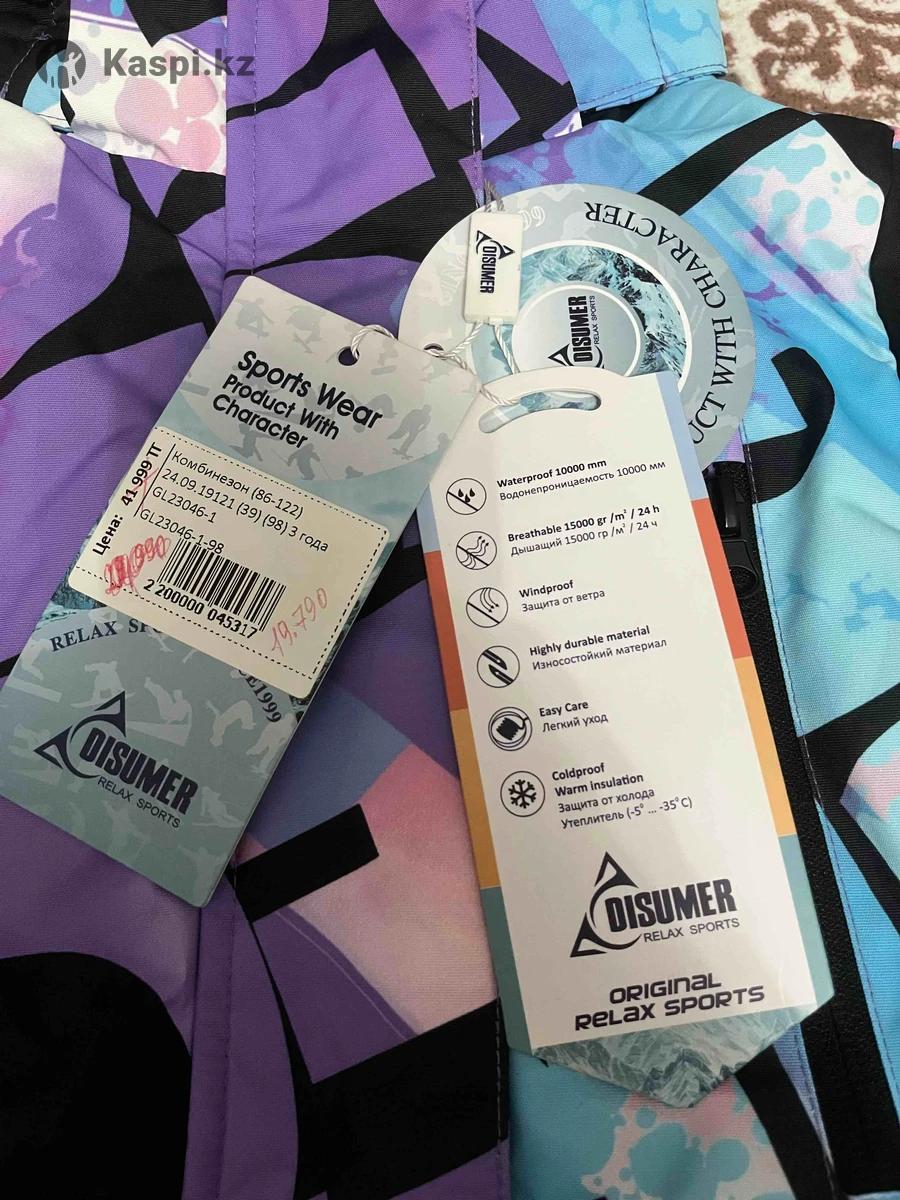 Kaspi.kz
DISUMER
CT WITH CHARACTER
DISUMER
RELAX SPORTS
Sports Wear
Product With
Character
Комбинезон (86-122)
24.09.19121 (39) (98) 3 года
GL23046-1
GL23046-1-98
Цена: 41 999 ТГ
2 200000 045317
19.790
RELAX
1999
DISUMER
RELAX SPORTS
Waterproof 10000 mm
Водонепроницаемость 10000 мм
Breathable 15000 gr /m² / 24 h
Дышащий 15000 гр /м² / 24 ч
Windproof
Защита от ветра
Highly durable material
Износостойкий материал
Easy Care
Легкий уход
Coldproof
Warm insulation
Защита от холода
Утеплитель (-5° ... -35°С)
DISUMER
RELAX SPORTS
ORIGINAL
RELAX SPORTS